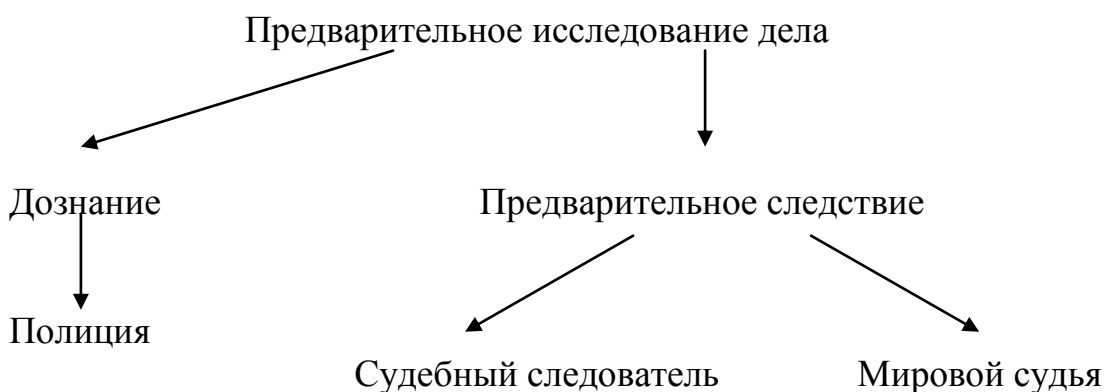 Предварительное исследование дела
Дознание
Предварительное следствие
Полиция
Судебный следователь
Мировой судья